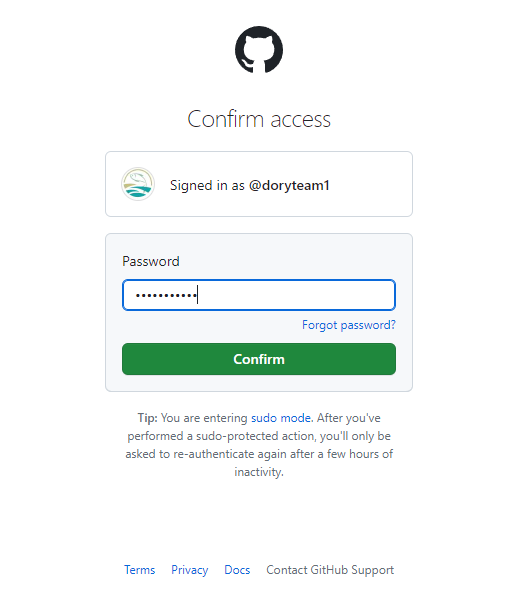 Confirm access
Signed in as @doryteam1
Password
•••••••••••
Forgot password?
Confirm
Tip: You are entering sudo mode. After you've
performed a sudo-protected action, you'll only be
asked to re-authenticate again after a few hours of
inactivity.
Terms Privacy Docs Contact GitHub Support